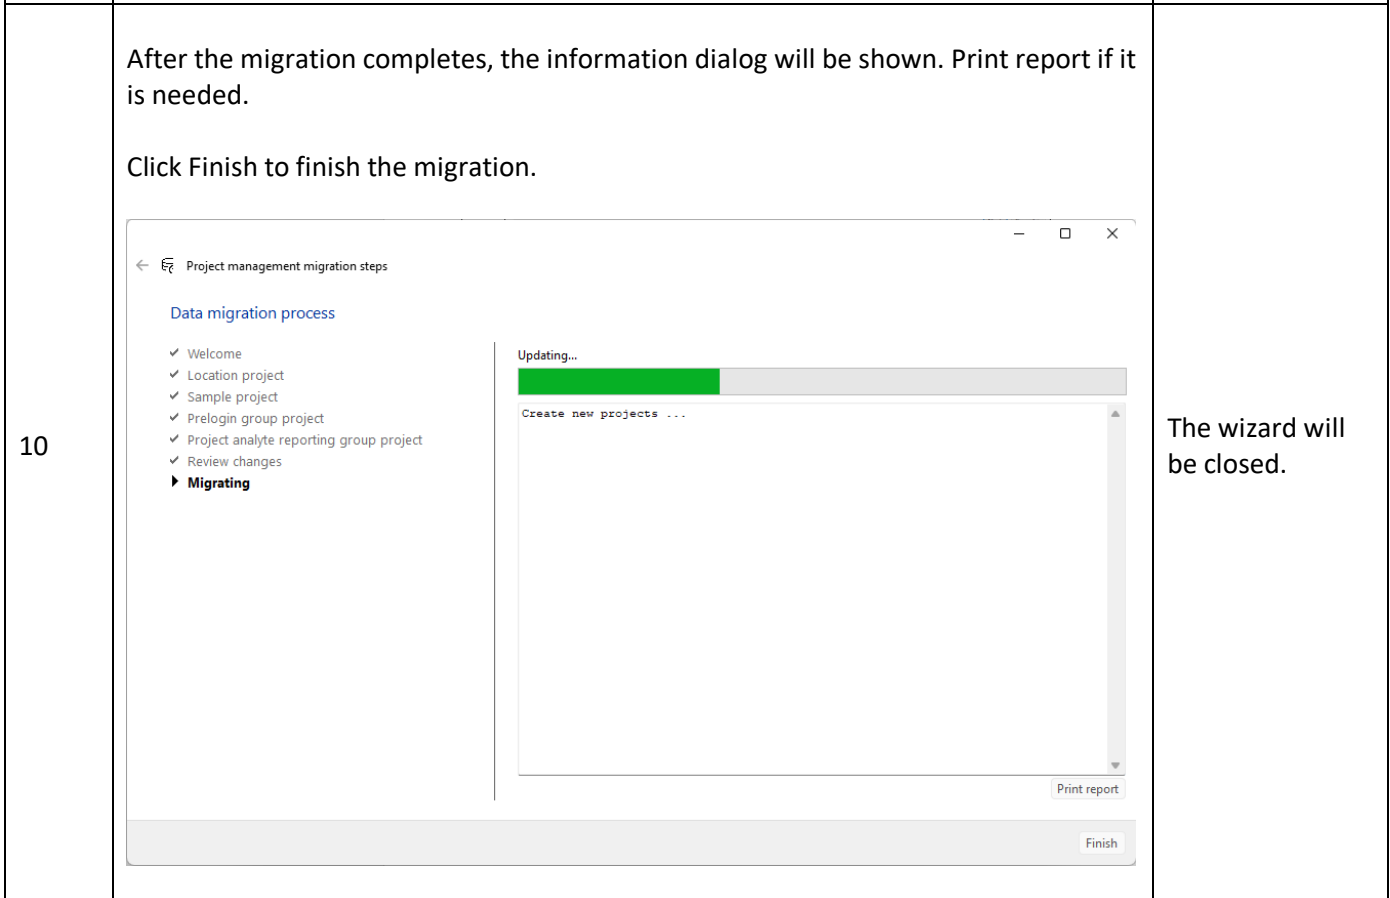 After the migration completes, the information dialog will be shown. Print report if it
is needed.
Click Finish to finish the migration.
Project management migration steps
Data migration process
Welcome
Location project
Sample project
Prelogin group project
Project analyte reporting group project
Review changes
Migrating
Updating...
Create new projects ...
Print report
Finish
10
The wizard will
be closed.